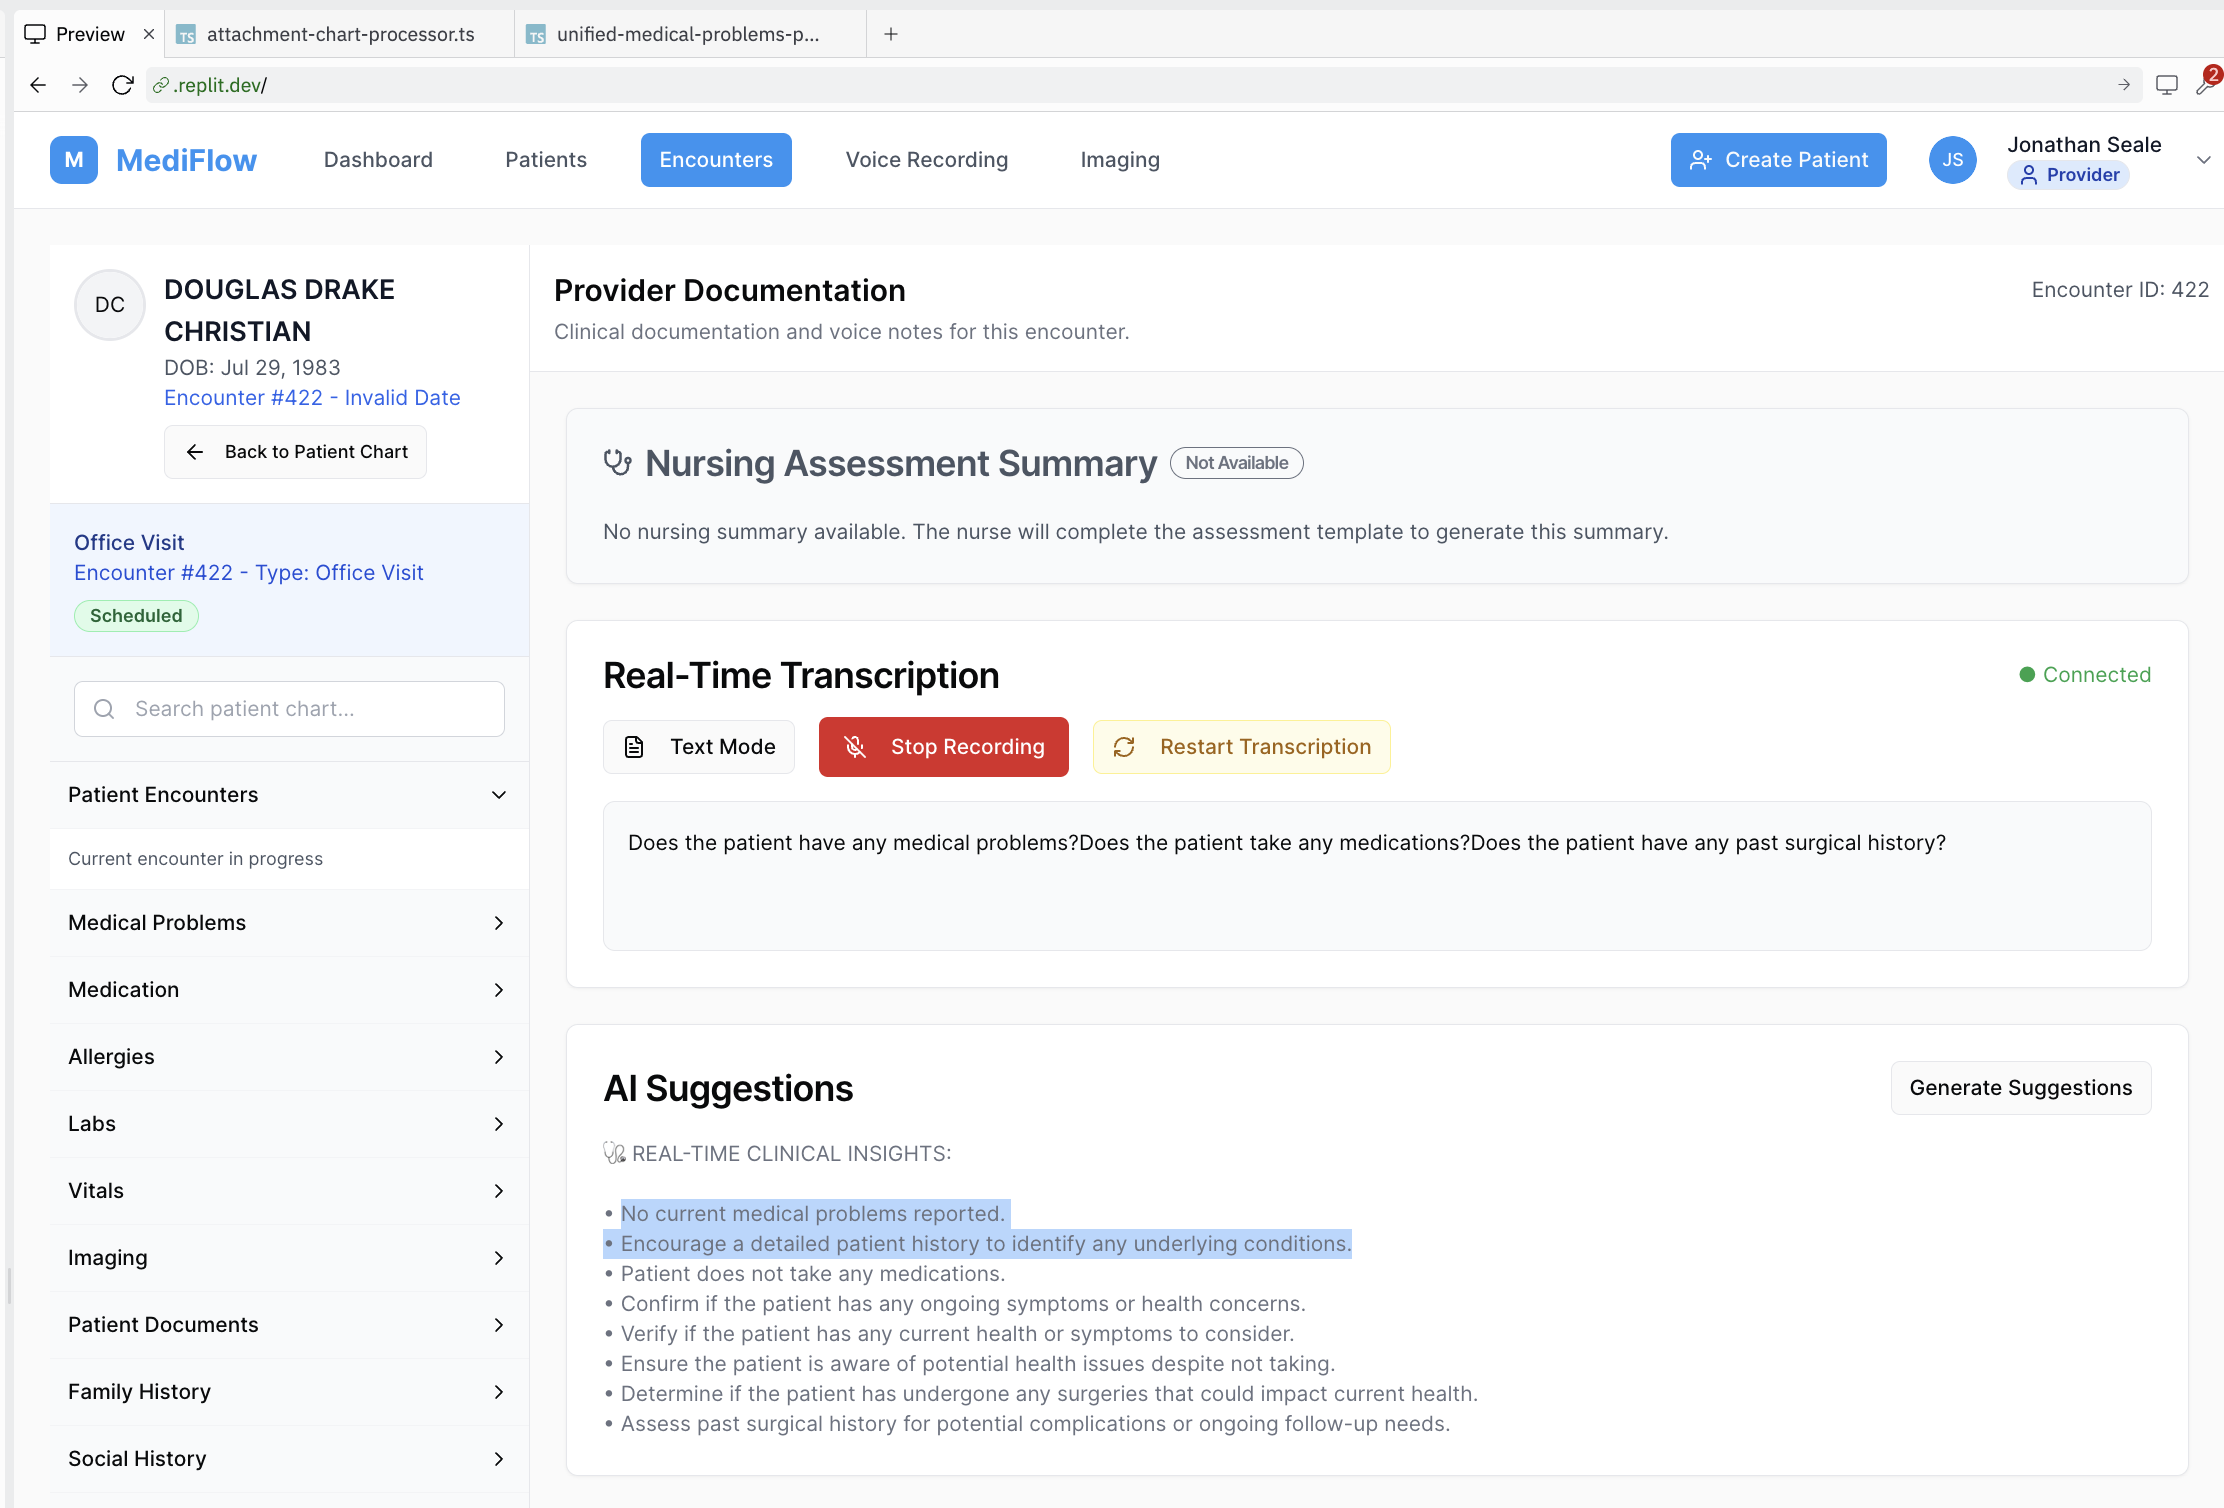 Preview
attachment-chart-processor.ts
unified-medical-problems-p...
.replit.dev/
2
M
MediFlow
Dashboard
Patients
Encounters
Voice Recording
Imaging
Create Patient
JS
Jonathan Seale
Provider
DC
DOUGLAS DRAKE
CHRISTIAN
DOB: Jul 29, 1983
Encounter #422 - Invalid Date
Back to Patient Chart
Office Visit
Encounter #422 - Type: Office Visit
Scheduled
Search patient chart...
Patient Encounters
Current encounter in progress
Medical Problems
Medication
Allergies
Labs
Vitals
Imaging
Patient Documents
Family History
Social History
Provider Documentation
Encounter ID: 422
Clinical documentation and voice notes for this encounter.
Nursing Assessment Summary
Not Available
No nursing summary available. The nurse will complete the assessment template to generate this summary.
Real-Time Transcription
Connected
Text Mode
Stop Recording
Restart Transcription
Does the patient have any medical problems?Does the patient take any medications?Does the patient have any past surgical history?
AI Suggestions
Generate Suggestions
🩺 REAL-TIME CLINICAL INSIGHTS:
• No current medical problems reported.
• Encourage a detailed patient history to identify any underlying conditions.
• Patient does not take any medications.
• Confirm if the patient has any ongoing symptoms or health concerns.
• Verify if the patient has any current health or symptoms to consider.
• Ensure the patient is aware of potential health issues despite not taking.
• Determine if the patient has undergone any surgeries that could impact current health.
• Assess past surgical history for potential complications or ongoing follow-up needs.